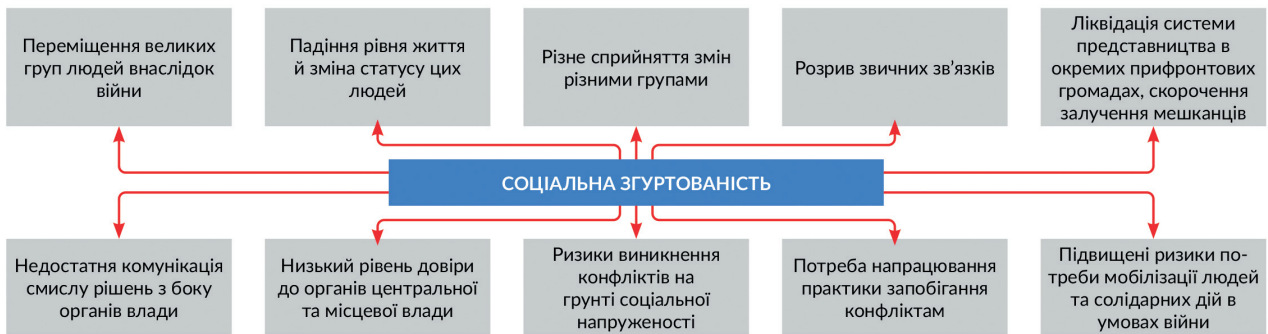 Переміщення великих
груп людей внаслідок
війни
Падіння рівня життя
й зміна статусу цих
людей
Різне сприйняття змін
різними групами
Розрив звичних зв’язків
Ліквідація системи
представництва в
окремих прифронтових
громадах, скорочення
залучення мешканців
СОЦІАЛЬНА ЗГУРТОВАНІСТЬ
Недостатня комунікація
смислу рішень з боку
органів влади
Низький рівень довіри
до органів центральної
та місцевої влади
Ризики виникнення
конфліктів на
грунті соціальної
напруженості
Потреба напрацювання
практики запобігання
конфліктам
Підвищені ризики по-
треби мобілізації людей
та солідарних дій в
умовах війни